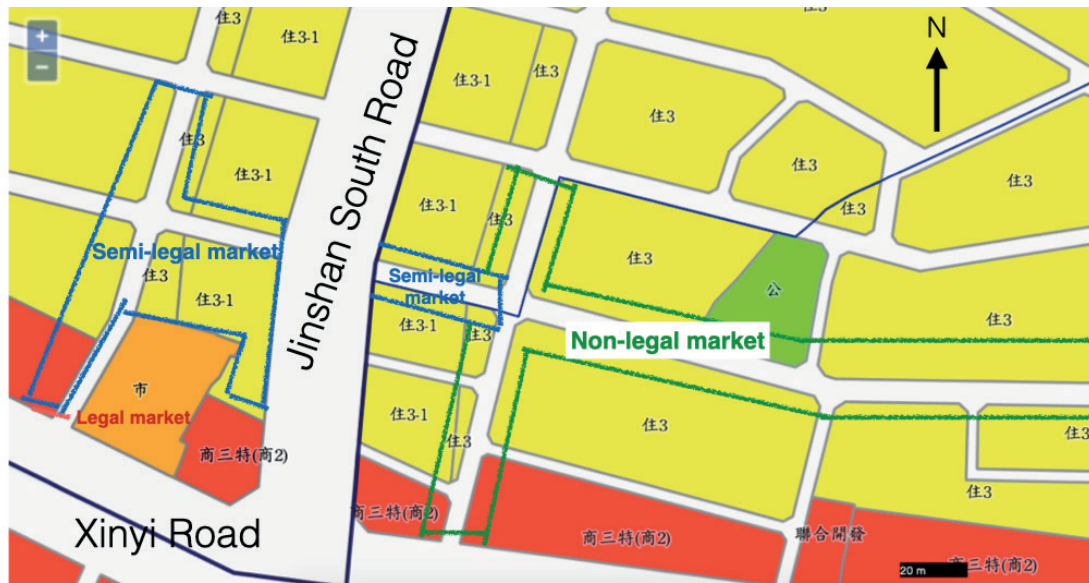 +
−
住3
住3-1
住3
住3-1
住3
住3
N
住3
住3
住3
住3
住3-1
住3-1
住3
Semi-legal market
住3
住3-1
Jinshan South Road
Semi-legal
market
住3
公
住3
住3-1
住3
Non-legal market
市
Legal market
商三特(商2)
住3-1
住3
住3
住3
住3
Xinyi Road
商三特(商2)
商三特(商2)
聯合開發
商三特(商2)
20 m